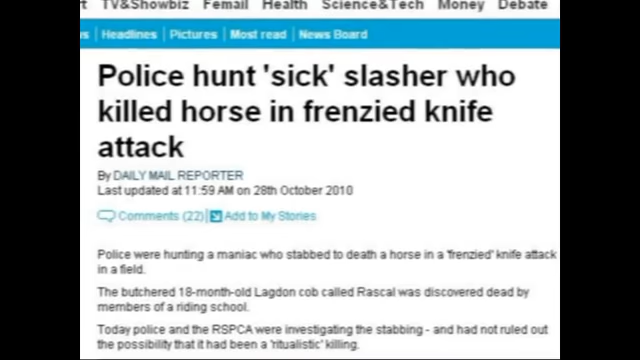 TV&Showbiz Femail Health Science&Tech Money Debate
Headlines Pictures Most read News Board
Police hunt 'sick' slasher who
killed horse in frenzied knife
attack
By DAILY MAIL REPORTER
Last updated at 11:59 AM on 28th October 2010
Comments (22) Add to My Stories
Police were hunting a maniac who stabbed to death a horse in a 'frenzied' knife attack
in a field.
The butchered 18-month-old Lagdon cob called Rascal was discovered dead by
members of a riding school.
Today police and the RSPCA were investigating the stabbing - and had not ruled out
the possibility that it had been a 'ritualistic' killing.